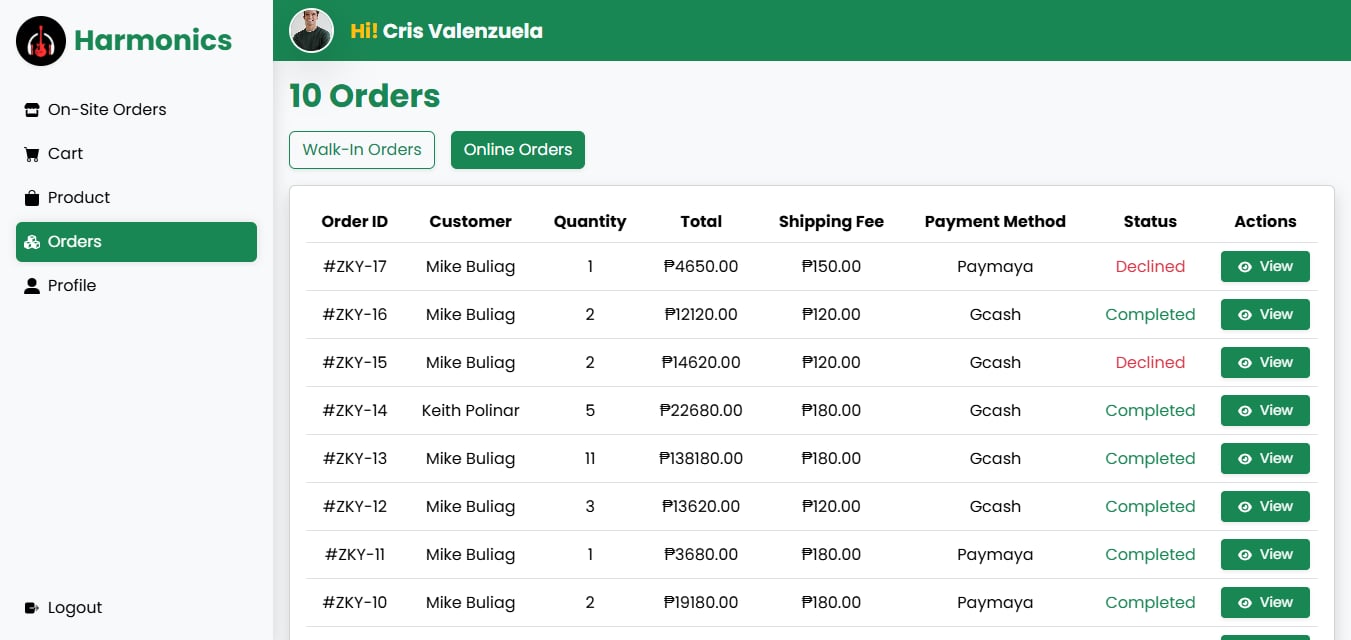 Harmonics
Hi! Cris Valenzuela
On-Site Orders
Cart
Product
Orders
Profile
Logout
10 Orders
Walk-In Orders Online Orders
Order ID Customer Quantity Total Shipping Fee Payment Method Status Actions
#ZKY-17 Mike Buliag 1 ₱4650.00 ₱150.00 Paymaya Declined View
#ZKY-16 Mike Buliag 2 ₱12120.00 ₱120.00 Gcash Completed View
#ZKY-15 Mike Buliag 2 ₱14620.00 ₱120.00 Gcash Declined View
#ZKY-14 Keith Polinar 5 ₱22680.00 ₱180.00 Gcash Completed View
#ZKY-13 Mike Buliag 11 ₱138180.00 ₱180.00 Gcash Completed View
#ZKY-12 Mike Buliag 3 ₱13620.00 ₱120.00 Gcash Completed View
#ZKY-11 Mike Buliag 1 ₱3680.00 ₱180.00 Paymaya Completed View
#ZKY-10 Mike Buliag 2 ₱19180.00 ₱180.00 Paymaya Completed View